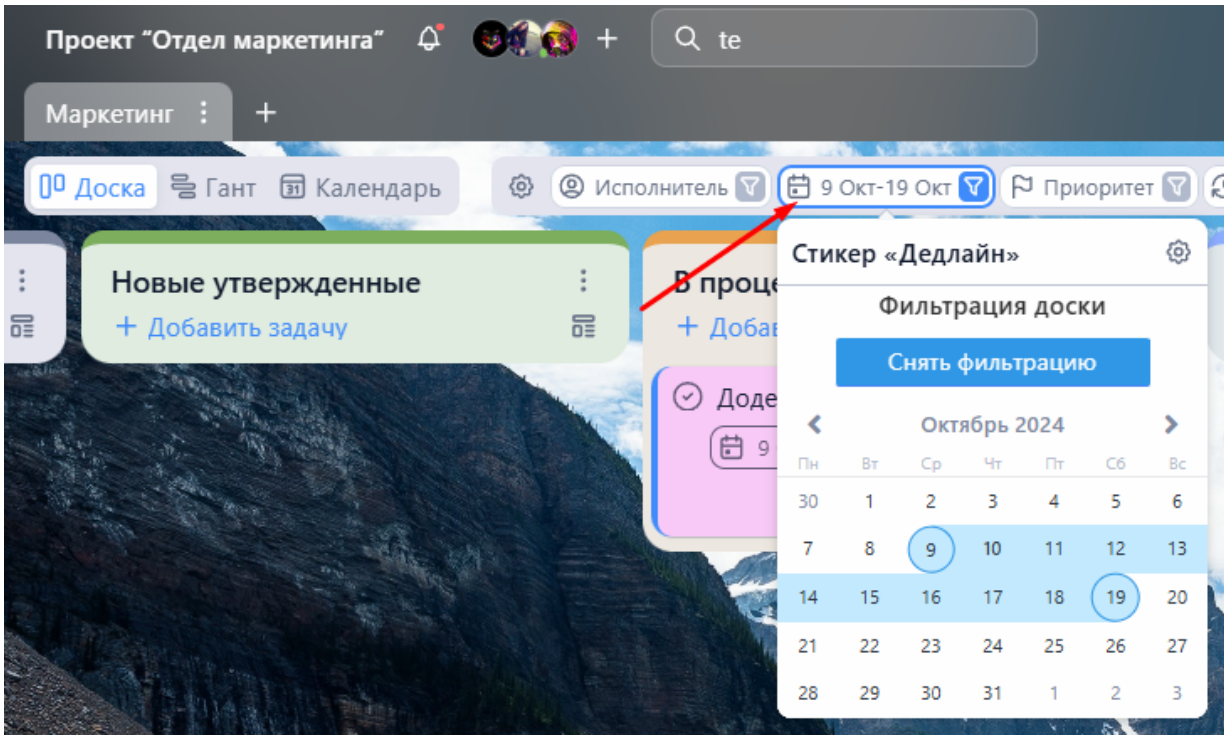 Проект “Отдел маркетинга”
te
Маркетинг
Доска Гант Календарь
Исполнитель 9 Окт-19 Окт Приоритет
Новые утвержденные
+ Добавить задачу
В проце
+ Добав
Доде
9
Стикер «Дедлайн»
Фильтрация доски
Снять фильтрацию
Октябрь 2024
Пн Вт Ср Чт Пт Сб Вс
30 1 2 3 4 5 6
7 8 9 10 11 12 13
14 15 16 17 18 19 20
21 22 23 24 25 26 27
28 29 30 31 1 2 3